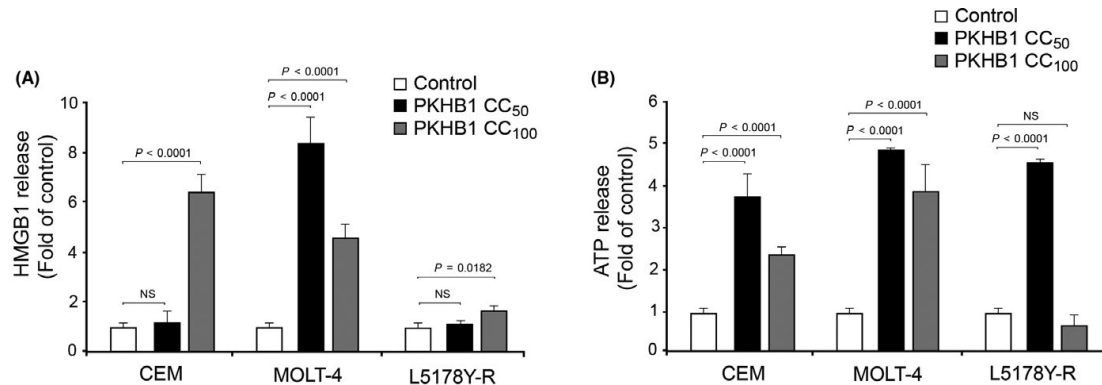 (A)
HMGB1 release
(Fold of control)
10
8
6
4
2
0
Control
PKHB1 CC50
PKHB1 CC100
P < 0.0001
NS
P < 0.0001
P < 0.0001
P = 0.0182
NS
CEM
MOLT-4
L5178Y-R
(B)
Control
PKHB1 CC50
PKHB1 CC100
ATP release
(Fold of control)
6
5
4
3
2
1
0
P < 0.0001
P < 0.0001
P < 0.0001
P < 0.0001
NS
P < 0.0001
CEM
MOLT-4
L5178Y-R